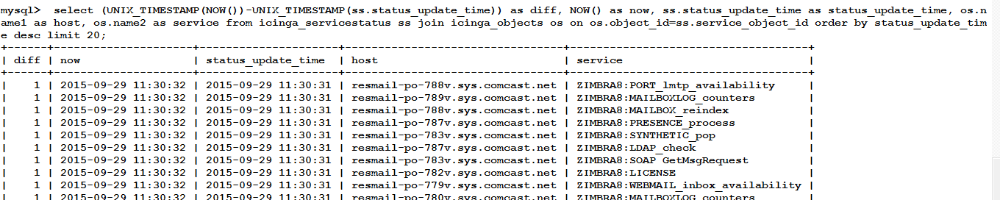 mysql>  select (UNIX_TIMESTAMP(NOW())-UNIX_TIMESTAMP(ss.status_update_time)) as diff, NOW() as now, ss.status_update_time as status_update_time, os.n
ame1 as host, os.name2 as service from icinga_servicestatus ss join icinga_objects os on os.object_id=ss.service_object_id order by status_update_tim
e desc limit 20;
+------+---------------------+---------------------+----------------------------------+------------------------------------+
| diff | now                 | status_update_time  | host                             | service                            |
+------+---------------------+---------------------+----------------------------------+------------------------------------+
|    1 | 2015-09-29 11:30:32 | 2015-09-29 11:30:31 | resmail-po-788v.sys.comcast.net | ZIMBRA8:PORT_lmtp_availability     |
|    1 | 2015-09-29 11:30:32 | 2015-09-29 11:30:31 | resmail-po-789v.sys.comcast.net | ZIMBRA8:MAILBOXLOG_counters        |
|    1 | 2015-09-29 11:30:32 | 2015-09-29 11:30:31 | resmail-po-788v.sys.comcast.net | ZIMBRA8:MAILBOX_reindex            |
|    1 | 2015-09-29 11:30:32 | 2015-09-29 11:30:31 | resmail-po-787v.sys.comcast.net | ZIMBRA8:PRESENCE_process           |
|    1 | 2015-09-29 11:30:32 | 2015-09-29 11:30:31 | resmail-po-783v.sys.comcast.net | ZIMBRA8:SYNTHETIC_pop              |
|    1 | 2015-09-29 11:30:32 | 2015-09-29 11:30:31 | resmail-po-787v.sys.comcast.net | ZIMBRA8:LDAP_check                 |
|    1 | 2015-09-29 11:30:32 | 2015-09-29 11:30:31 | resmail-po-783v.sys.comcast.net | ZIMBRA8:SOAP_GetMsgRequest         |
|    1 | 2015-09-29 11:30:32 | 2015-09-29 11:30:31 | resmail-po-782v.sys.comcast.net | ZIMBRA8:LICENSE                    |
|    1 | 2015-09-29 11:30:32 | 2015-09-29 11:30:31 | resmail-po-779v.sys.comcast.net | ZIMBRA8:WEBMAIL_inbox_availability |
|    1 | 2015-09-29 11:30:32 | 2015-09-29 11:30:31 | resmail-po-780v.sys.comcast.net | ZIMBRA8:MAILBOXLOG_counters        |